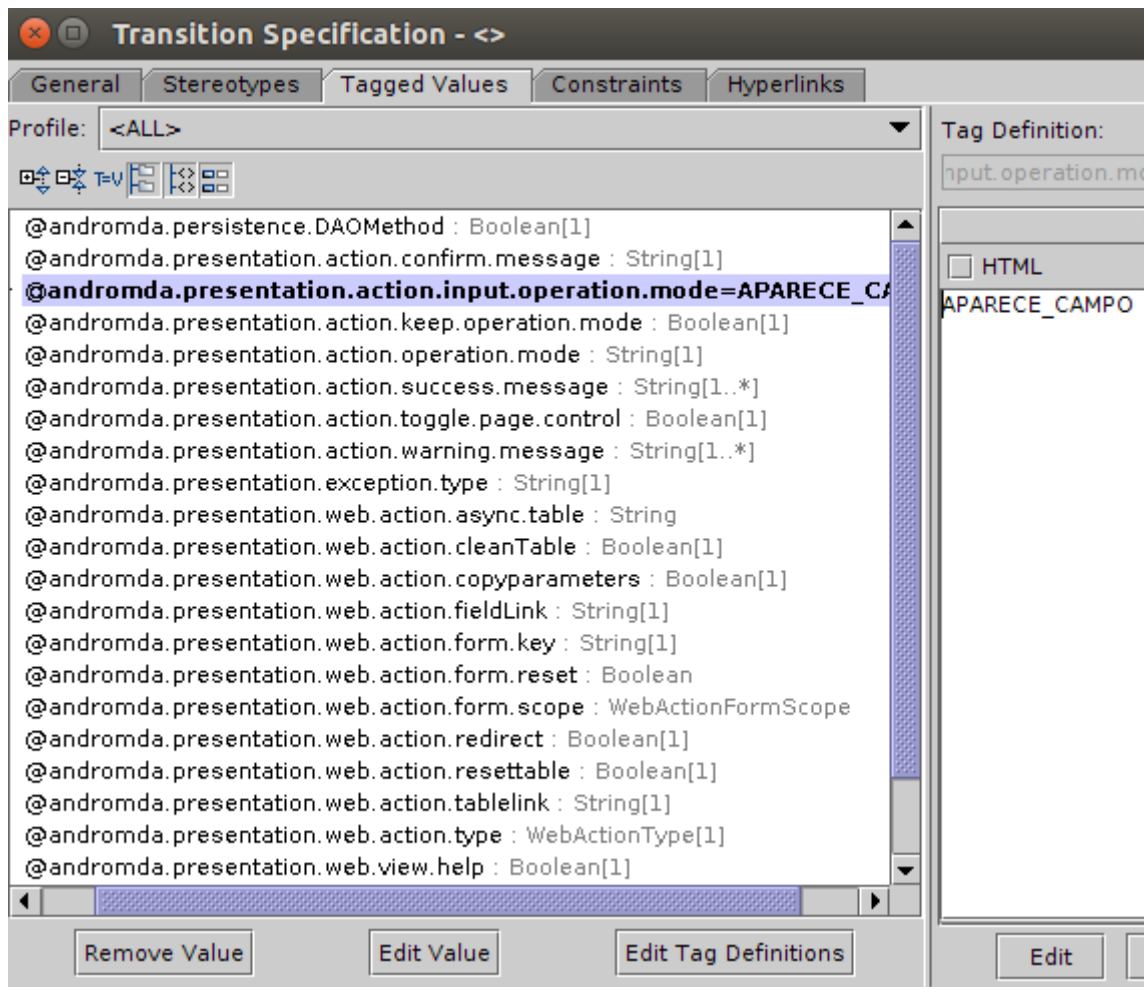 Transition Specification - <>
General Stereotypes Tagged Values Constraints Hyperlinks
Profile: <ALL>
Tag Definition:
T=V
input.operation.mo
@andromda.persistence.DAOMethod : Boolean[1]
@andromda.presentation.action.confirm.message : String[1]
@andromda.presentation.action.input.operation.mode=APARECE_CA
@andromda.presentation.action.keep.operation.mode : Boolean[1]
@andromda.presentation.action.operation.mode : String[1]
@andromda.presentation.action.success.message : String[1..*]
@andromda.presentation.action.toggle.page.control : Boolean[1]
@andromda.presentation.action.warning.message : String[1..*]
@andromda.presentation.exception.type : String[1]
@andromda.presentation.web.action.async.table : String
@andromda.presentation.web.action.cleanTable : Boolean[1]
@andromda.presentation.web.action.copyparameters : Boolean[1]
@andromda.presentation.web.action.fieldLink : String[1]
@andromda.presentation.web.action.form.key : String[1]
@andromda.presentation.web.action.form.reset : Boolean
@andromda.presentation.web.action.form.scope : WebActionFormScope
@andromda.presentation.web.action.redirect : Boolean[1]
@andromda.presentation.web.action.resettable : Boolean[1]
@andromda.presentation.web.action.tablelink : String[1]
@andromda.presentation.web.action.type : WebActionType[1]
@andromda.presentation.web.view.help : Boolean[1]
HTML
APARECE_CAMPO
Remove Value Edit Value Edit Tag Definitions
Edit